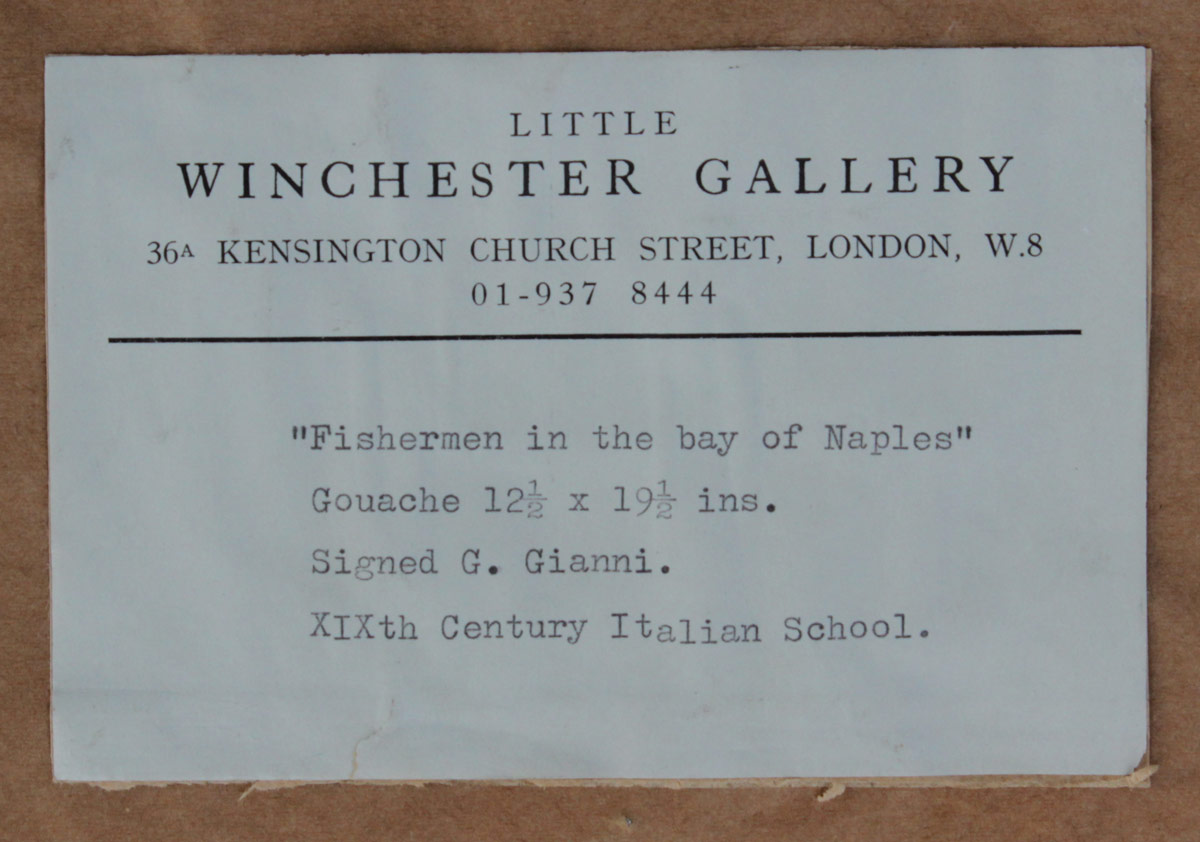 LITTLE
WINCHESTER GALLERY
36A KENSINGTON CHURCH STREET, LONDON, W.8
01-937 8444
"Fishermen in the bay of Naples"
Gouache 12½ x 19½ ins.
Signed G. Gianni.
XIXth Century Italian School.